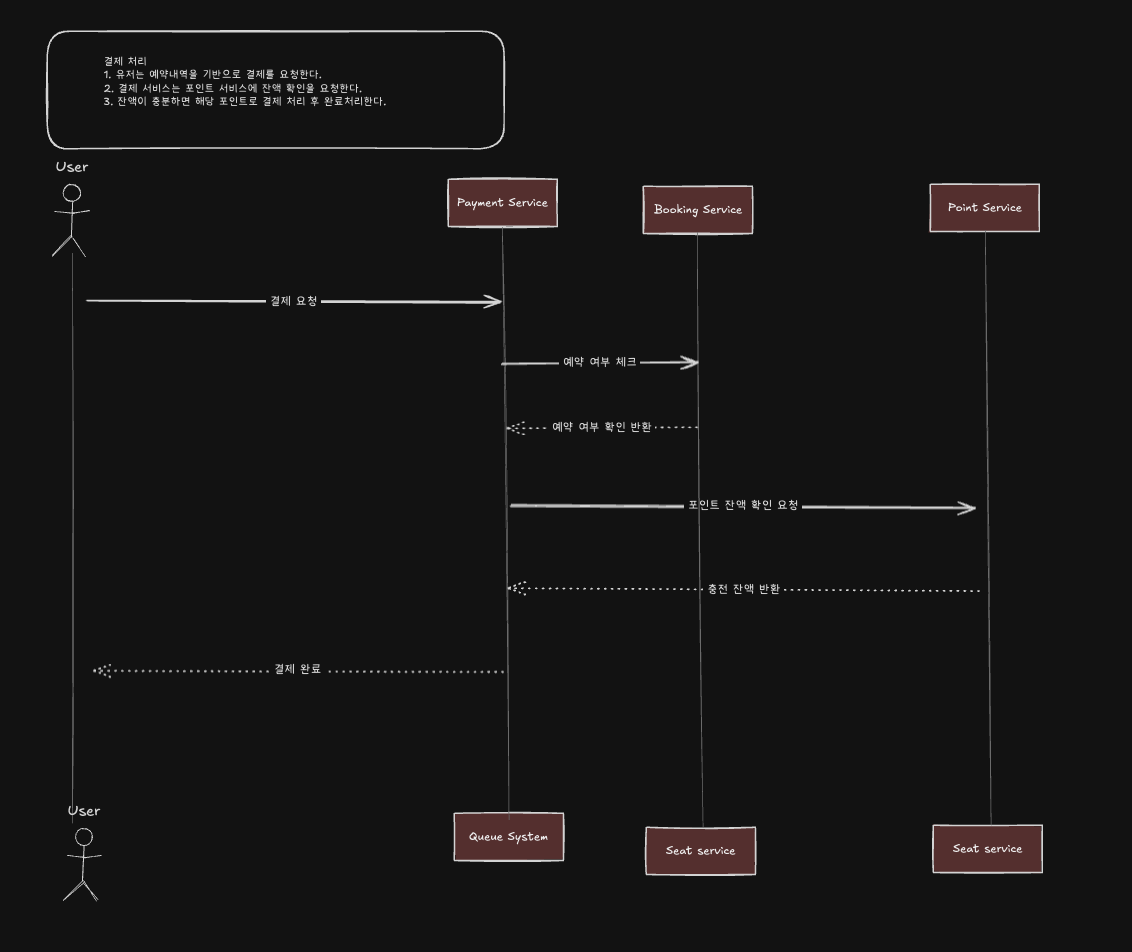 결제 처리
1. 유저는 예약내역을 기반으로 결제를 요청한다.
2. 결제 서비스는 포인트 서비스에 잔액 확인을 요청한다.
3. 잔액이 충분하면 해당 포인트로 결제 처리 후 완료처리한다.
User
Payment Service
Booking Service
Point Service
결제 요청
예약 여부 체크
예약 여부 확인 반환
포인트 잔액 확인 요청
충전 잔액 반환
결제 완료
User
Queue System
Seat service
Seat service